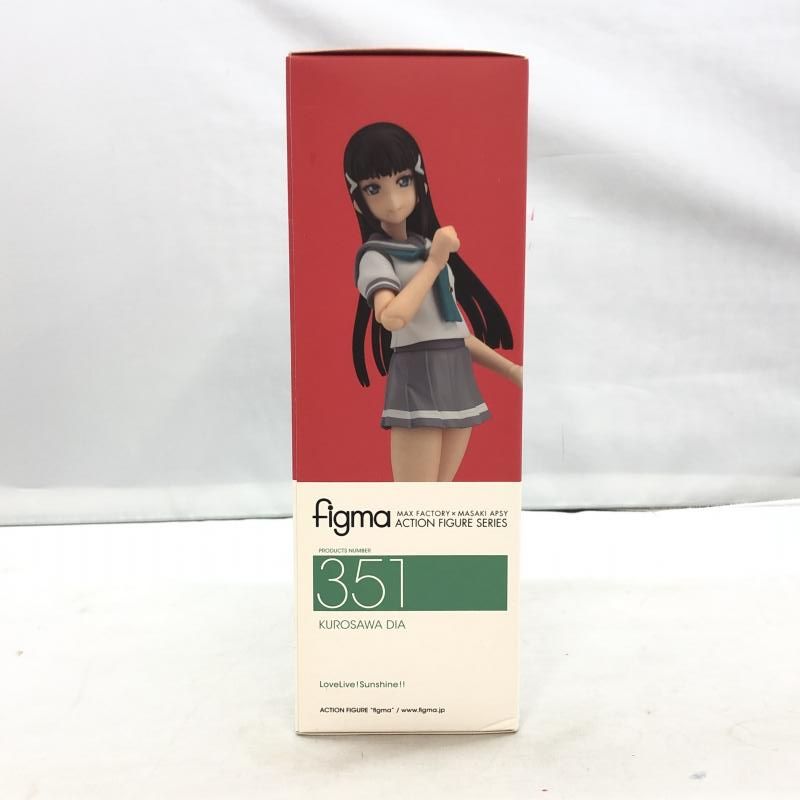 figma MAX FACTORY × MASAKI APSY
ACTION FIGURE SERIES
PRODUCTS NUMBER
351
KUROSAWA DIA
LoveLive!Sunshine!!
ACTION FIGURE "figma" / www.figma.jp